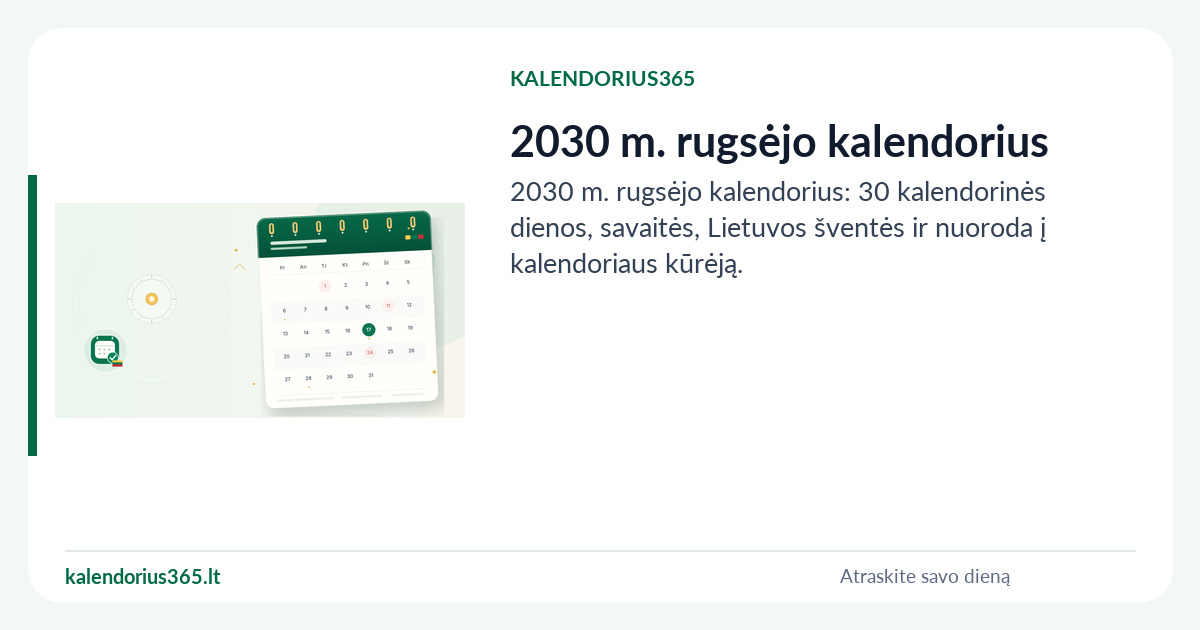 KALENDORIUS365
2030 m. rugsėjo kalendorius
2030 m. rugsėjo kalendorius: 30 kalendorinės
dienos, savaitės, Lietuvos šventės ir nuoroda į
kalendoriaus kūrėją.
Pr An Tr Kt Pn Št Sk
1 2 3 4 5
6 7 8 9 10 11 12
13 14 15 16 17 18 19
20 21 22 23 24 25 26
27 28 29 30 31
kalendorius365.lt
Atraskite savo dieną